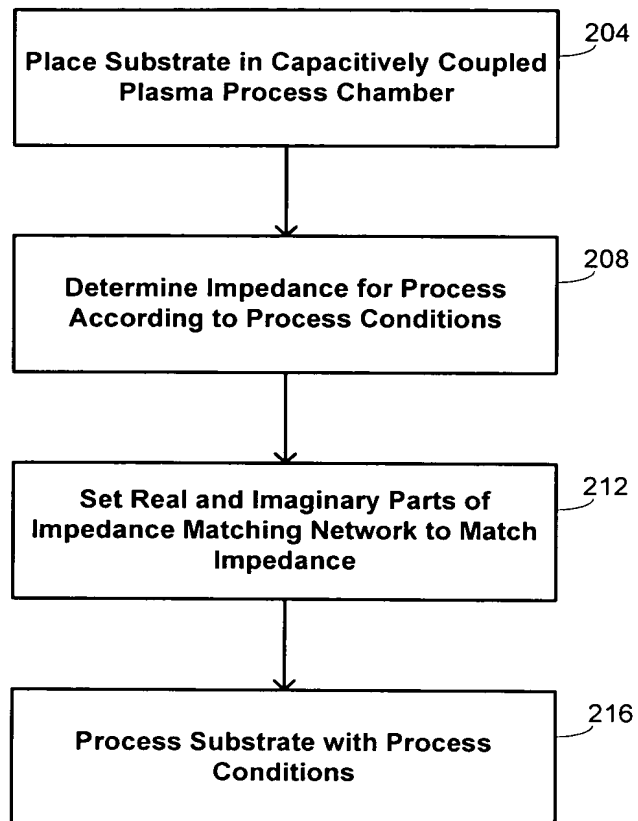 204
Place Substrate in Capacitively Coupled
Plasma Process Chamber
208
Determine Impedance for Process
According to Process Conditions
212
Set Real and Imaginary Parts of
Impedance Matching Network to Match
Impedance
216
Process Substrate with Process
Conditions